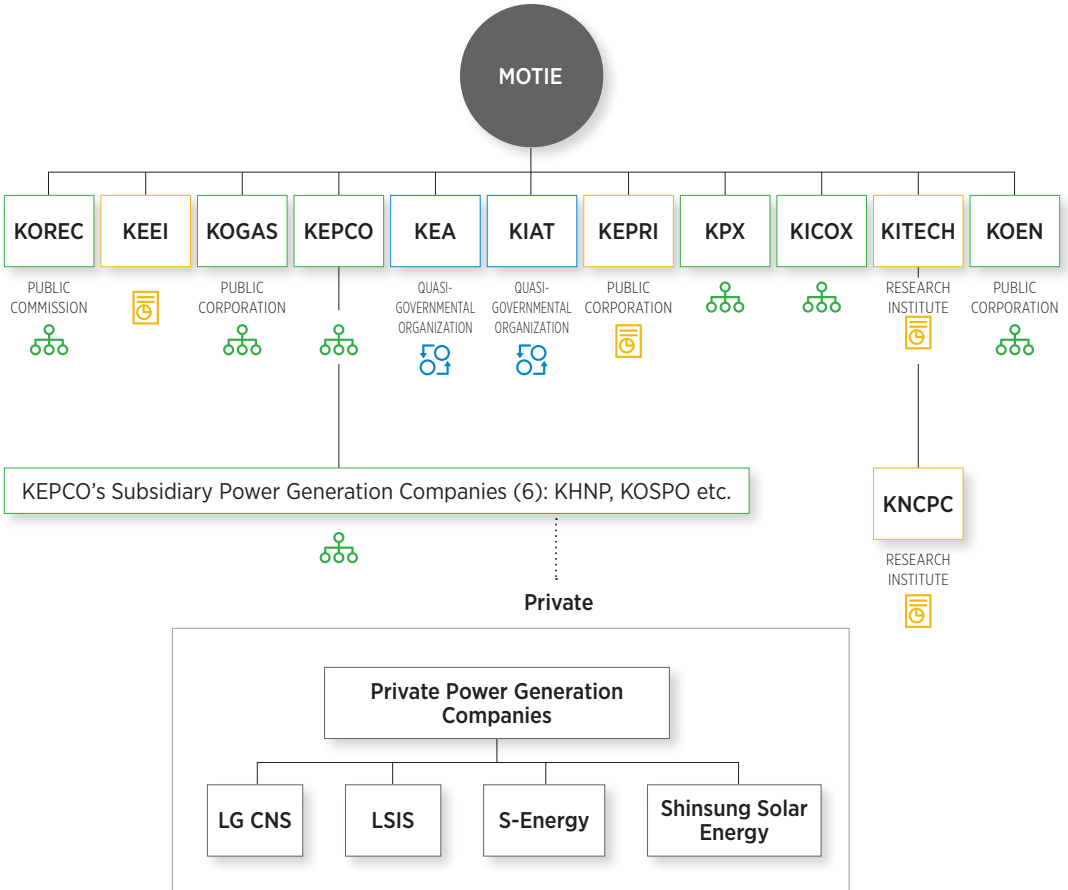 MOTIE
KOREC
KEEI
KOGAS
KEPCO
KEA
KIAT
KEPRI
KPX
KICOX
KITECH
KOEN
PUBLIC
COMMISSION
PUBLIC
CORPORATION
QUASI-
GOVERNMENTAL
ORGANIZATION
QUASI-
GOVERNMENTAL
ORGANIZATION
PUBLIC
CORPORATION
RESEARCH
INSTITUTE
PUBLIC
CORPORATION
KEPCO’s Subsidiary Power Generation Companies (6): KHNP, KOSPO etc.
KNCPC
RESEARCH
INSTITUTE
Private
Private Power Generation
Companies
LG CNS
LSIS
S-Energy
Shinsung Solar
Energy